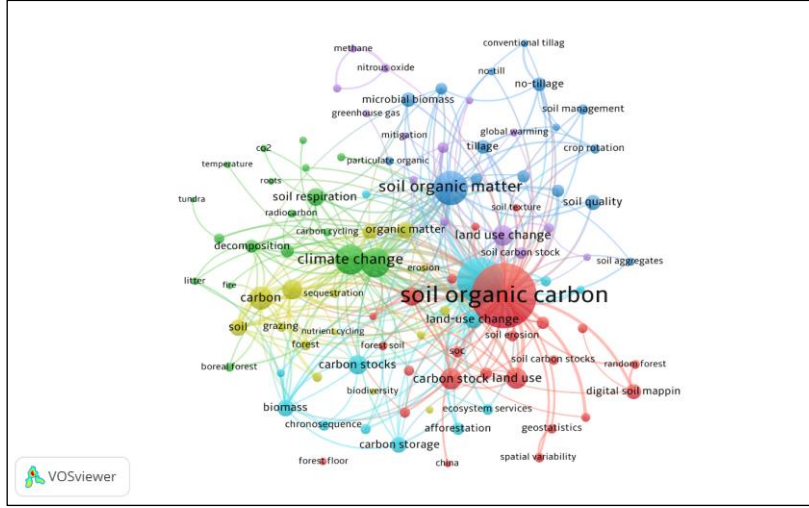 methane
conventional tillag
nitrous oxide
no-till
no-tillage
microbial biomass
greenhouse gas
soil management
mitigation
global warming
co2
tillage
crop rotation
temperature
particulate organic
roots
soil organic matter
tundra
soil respiration
soil quality
radiocarbon
soil texture
carbon cycling
organic matter
land use change
decomposition
soil carbon stock
climate change
soil aggregates
erosion
litter
fire
sequestration
carbon
soil organic carbon
nutrient cycling
land-use change
soil
grazing
soil erosion
forest
forest soil
soc
soil carbon stocks
boreal forest
carbon stocks
random forest
carbon stock
land use
biodiversity
digital soil mappin
biomass
ecosystem services
chronosequence
afforestation
geostatistics
carbon storage
forest floor
china
spatial variability
VOSviewer